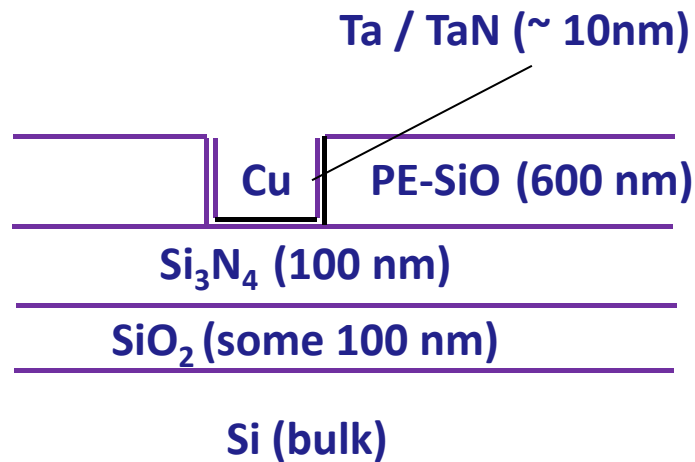 Ta / TaN (~ 10nm)
Cu PE-SiO (600 nm)
Si₃N₄ (100 nm)
SiO₂ (some 100 nm)
Si (bulk)